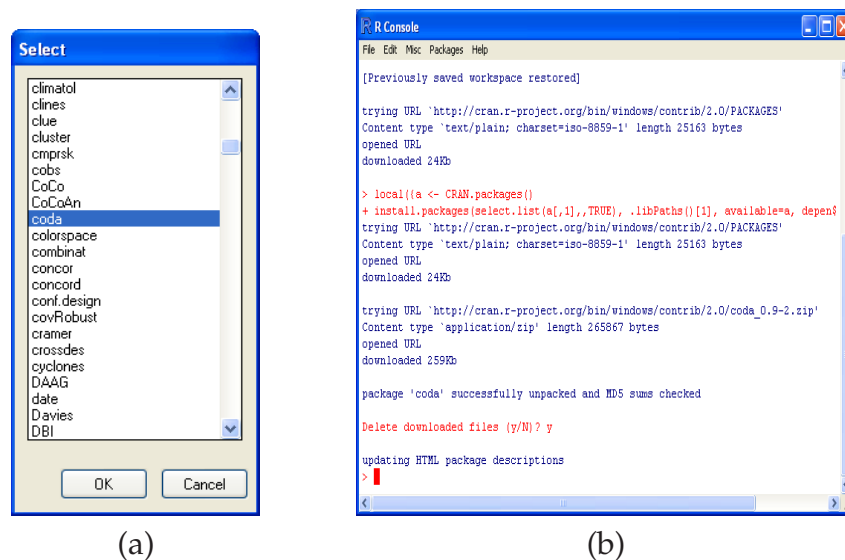 Select
climatol
clines
clue
cluster
cmprsk
cobs
CoCo
CoCoAn
coda
colorspace
combinat
concor
concord
conf.design
covRobust
cramer
crossdes
cyclones
DAAG
date
Davies
DBI
OK Cancel
(a)
R Console
File Edit Misc Packages Help
[Previously saved workspace restored]
trying URL `http://cran.r-project.org/bin/windows/contrib/2.0/PACKAGES'
Content type `text/plain; charset=iso-8859-1' length 25163 bytes
opened URL
downloaded 24Kb
> local({a <- CRAN.packages()
+ install.packages(select.list(a[,1],,TRUE), .libPaths()[1], available=a, depen$
trying URL `http://cran.r-project.org/bin/windows/contrib/2.0/PACKAGES'
Content type `text/plain; charset=iso-8859-1' length 25163 bytes
opened URL
downloaded 24Kb
trying URL `http://cran.r-project.org/bin/windows/contrib/2.0/coda_0.9-2.zip'
Content type `application/zip' length 265867 bytes
opened URL
downloaded 259Kb
package 'coda' successfully unpacked and MD5 sums checked
Delete downloaded files (y/N)? y
updating HTML package descriptions
>
(b)